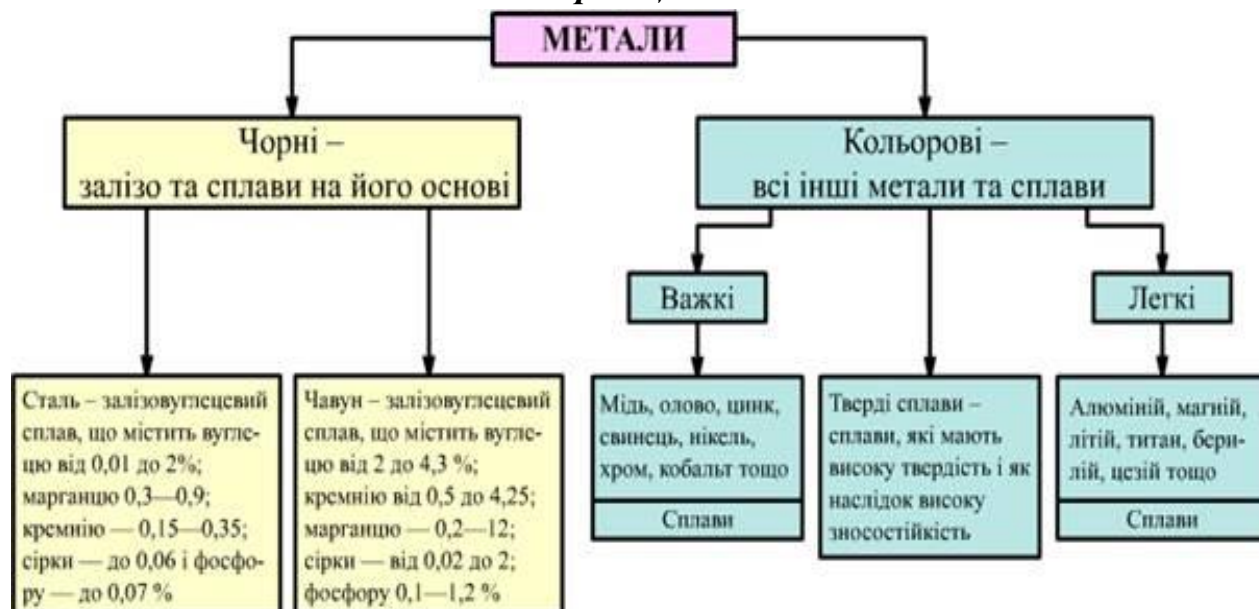 МЕТАЛИ
Чорні –
залізо та сплави на його основі
Кольорові –
всі інші метали та сплави
Важкі
Легкі
Сталь – залізовуглецевий
сплав, що містить вугле-
цю від 0,01 до 2%;
марганцю 0,3—0,9;
кремнію — 0,15—0,35;
сірки — до 0,06 і фосфо-
ру — до 0,07 %
Чавун – залізовуглецевий
сплав, що містить вугле-
цю від 2 до 4,3 %;
кремнію від 0,5 до 4,25;
марганцю — 0,2—12;
сірки — від 0,02 до 2;
фосфору 0,1—1,2 %
Мідь, олово, цинк,
свинець, нікель,
хром, кобальт тощо
Сплави
Тверді сплави –
сплави, які мають
високу твердість і як
наслідок високу
зносостійкість
Алюміній, магній,
літій, титан, бери-
лій, цезій тощо
Сплави